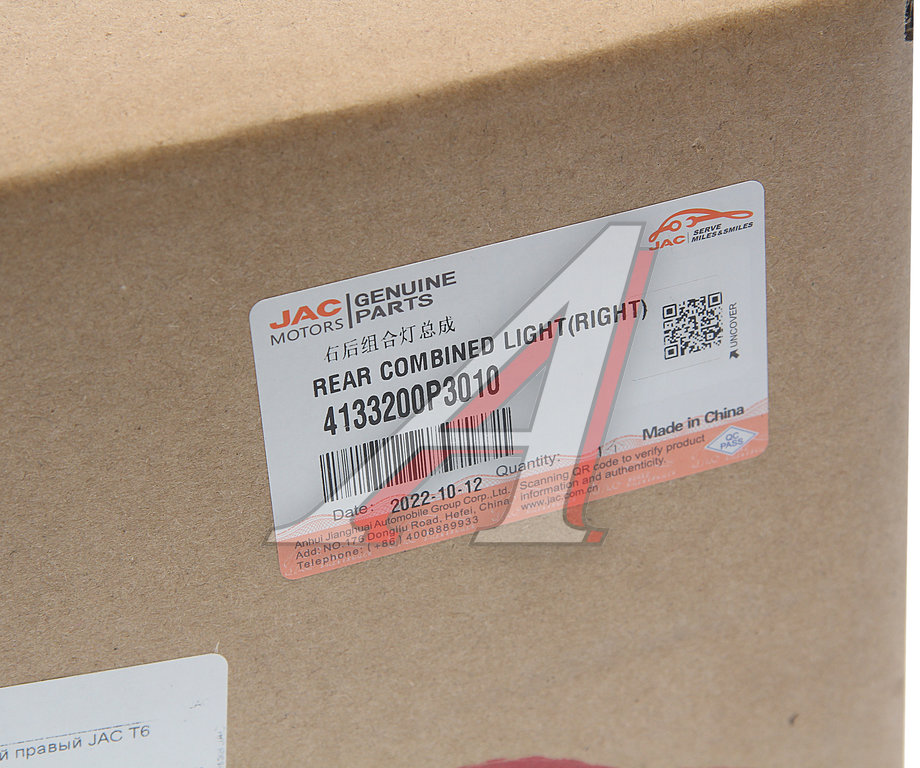 JAC
SERVE
MILES&SMILES
JAC
MOTORS
GENUINE
PARTS
右后组合灯总成
REAR COMBINED LIGHT(RIGHT)
4133200P3010
UNCOVER
Date: 2022-10-12
Quantity: 1
Made in China
QC
PASS
Anhui Jianghuai Automobile Group Corp.,Ltd.
Add: NO.176 Dongliu Road, Hefei, China
Telephone: (+86) 4008889933
Scanning QR code to verify product
information and authenticity.
www.jac.com.cn
й правый JAC T6